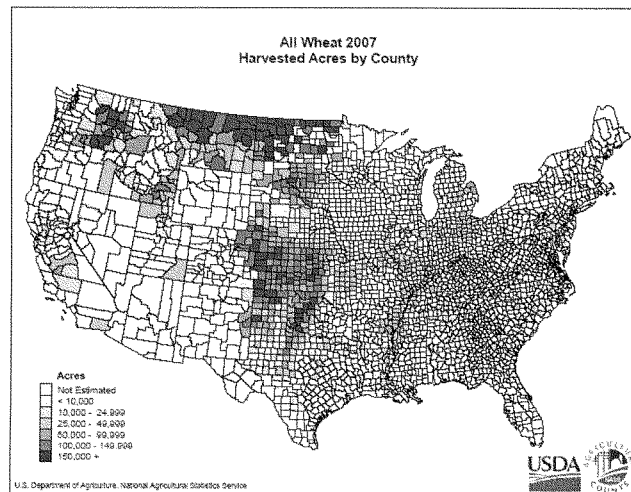 All Wheat 2007
Harvested Acres by County
Acres
Not Estimated
< 10,000
10,000 - 24,999
25,000 - 49,999
50,000 - 99,999
100,000 - 149,999
150,000 +
U.S. Department of Agriculture, National Agricultural Statistics Service
USDA
AGRICULTURE
COUNTS